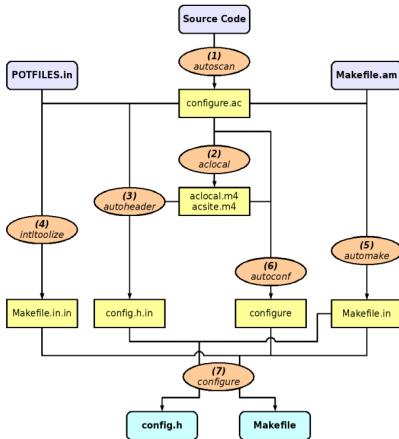 Source Code
(1)
autoscan
POTFILES.in
Makefile.am
configure.ac
(2)
aclocal
(3)
autoheader
aclocal.m4
acsite.m4
(4)
intltoolize
(5)
automake
(6)
autoconf
Makefile.in.in
config.h.in
configure
Makefile.in
(7)
configure
config.h
Makefile